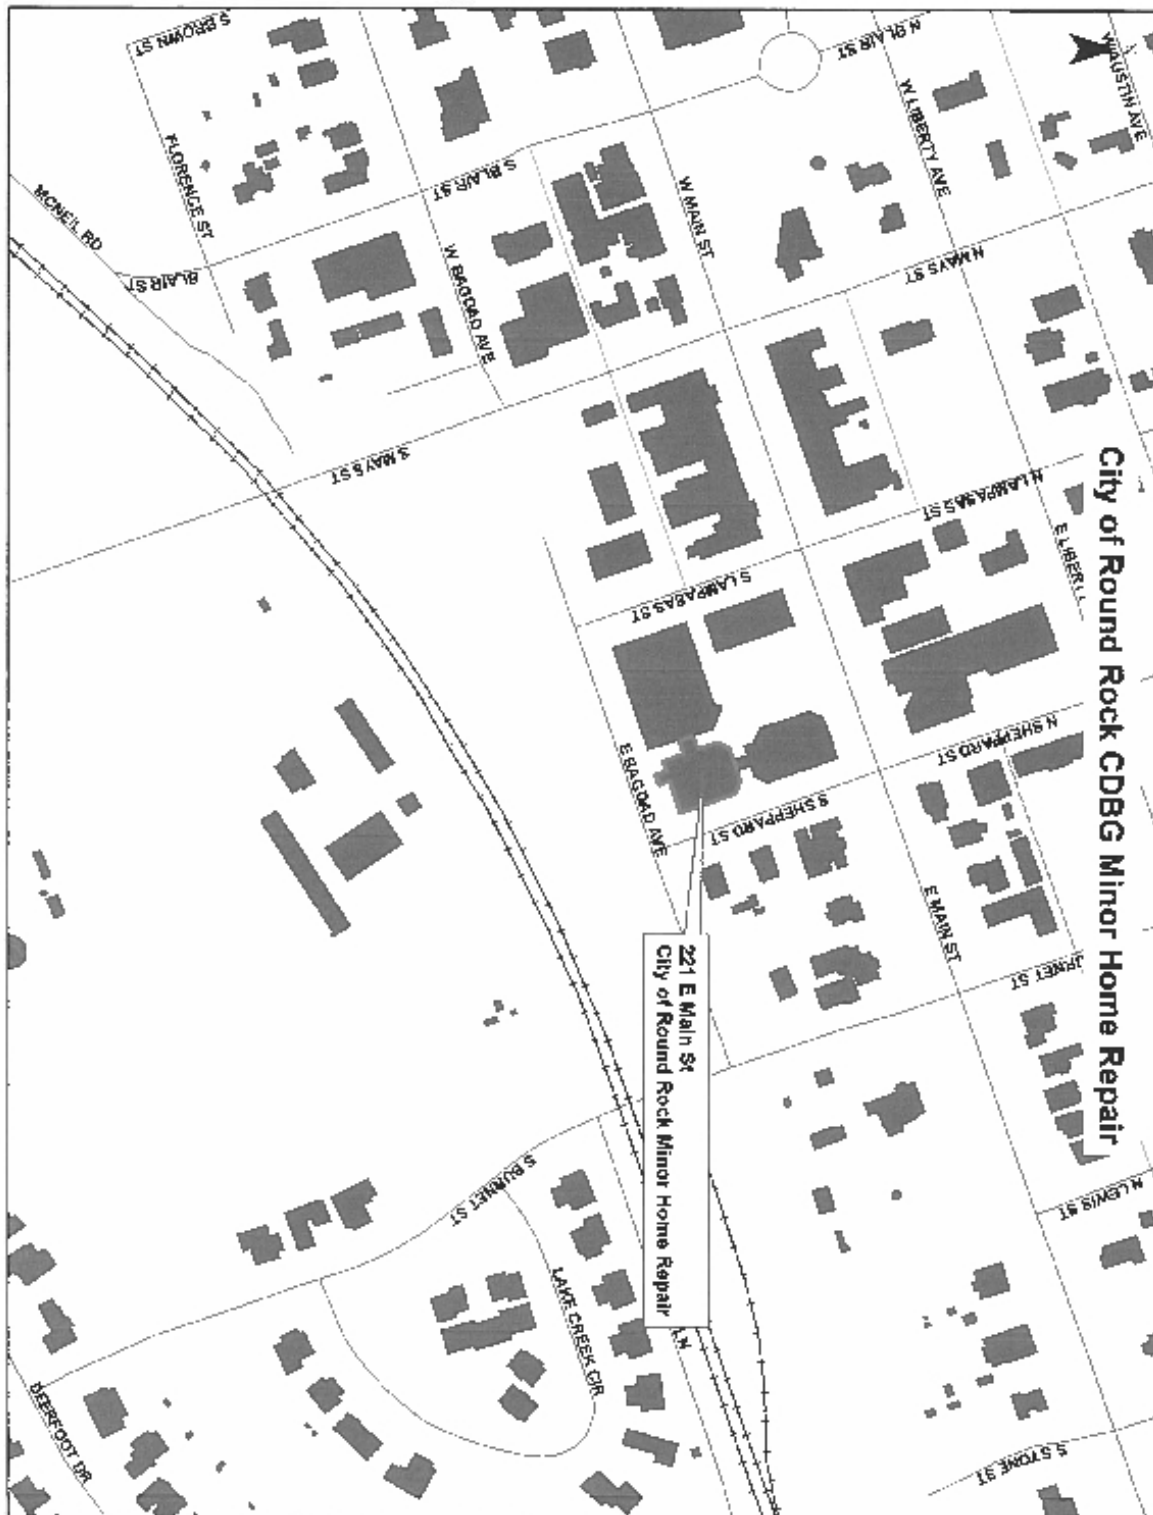 City of Round Rock CDBG Minor Home Repair
W AUSTIN AVE
N BLAIR ST
W LIBERTY AVE
S BROWN ST
FLORENCE ST
S BLAIR ST
W MAIN ST
N MAYS ST
MCNEIL RD
BLAIR ST
W BAGDAD AVE
S MAYS ST
N LAMPASAS ST
S LAMPASAS ST
N SHEPPARD ST
E BAGDAD AVE
S SHEPPARD ST
E MAIN ST
221 E Main St
City of Round Rock Minor Home Repair
N LEWIS ST
S BURNET ST
LAKE CREEK CIR
LN
DEERFOOT DR
S STONE ST